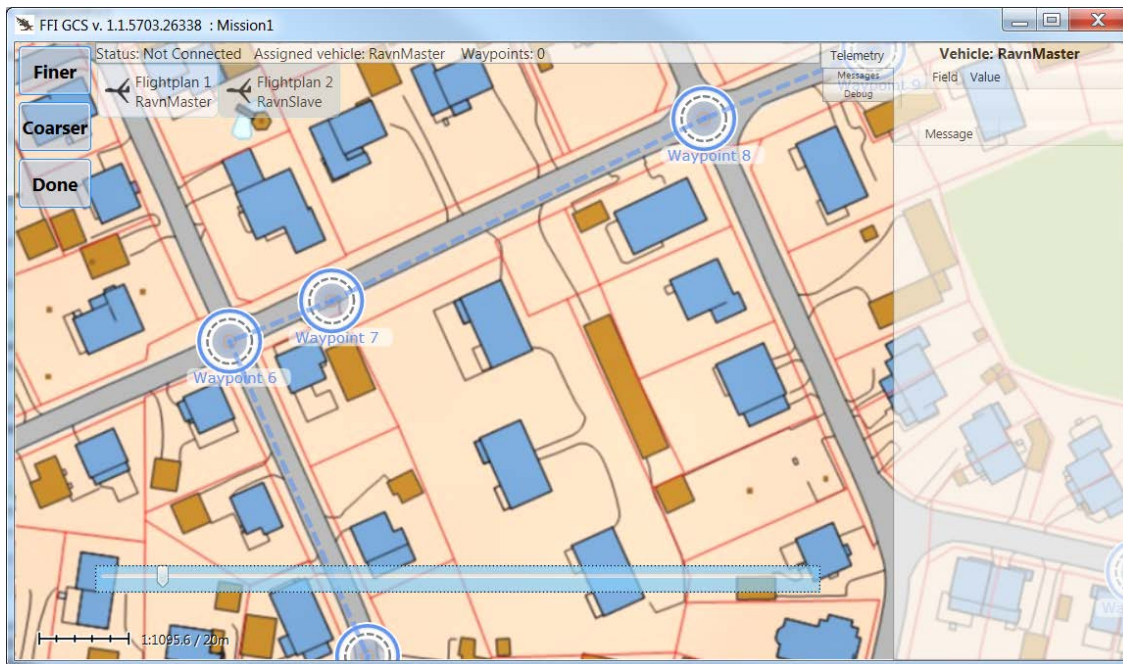 FFI GCS v. 1.1.5703.26338 : Mission1
Finer
Coarser
Done
Status: Not Connected Assigned vehicle: RavnMaster Waypoints: 0
Flightplan 1
RavnMaster
Flightplan 2
RavnSlave
Telemetry
Messages
Debug
Vehicle: RavnMaster
Field Value
Message
Waypoint 9
Waypoint 8
Waypoint 7
Waypoint 6
1:1095.6 / 20m